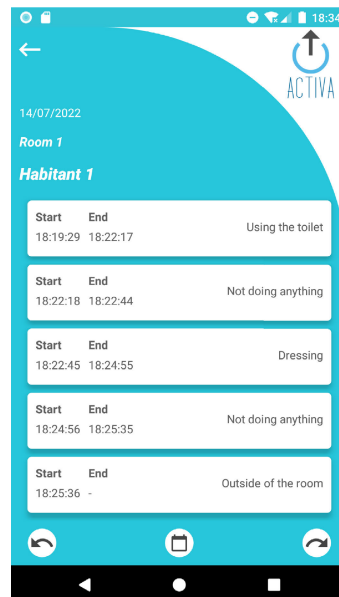 18:34
ACTIVA
14/07/2022
Room 1
Habitant 1
Start End
18:19:29 18:22:17
Using the toilet
Start End
18:22:18 18:22:44
Not doing anything
Start End
18:22:45 18:24:55
Dressing
Start End
18:24:56 18:25:35
Not doing anything
Start End
18:25:36 -
Outside of the room